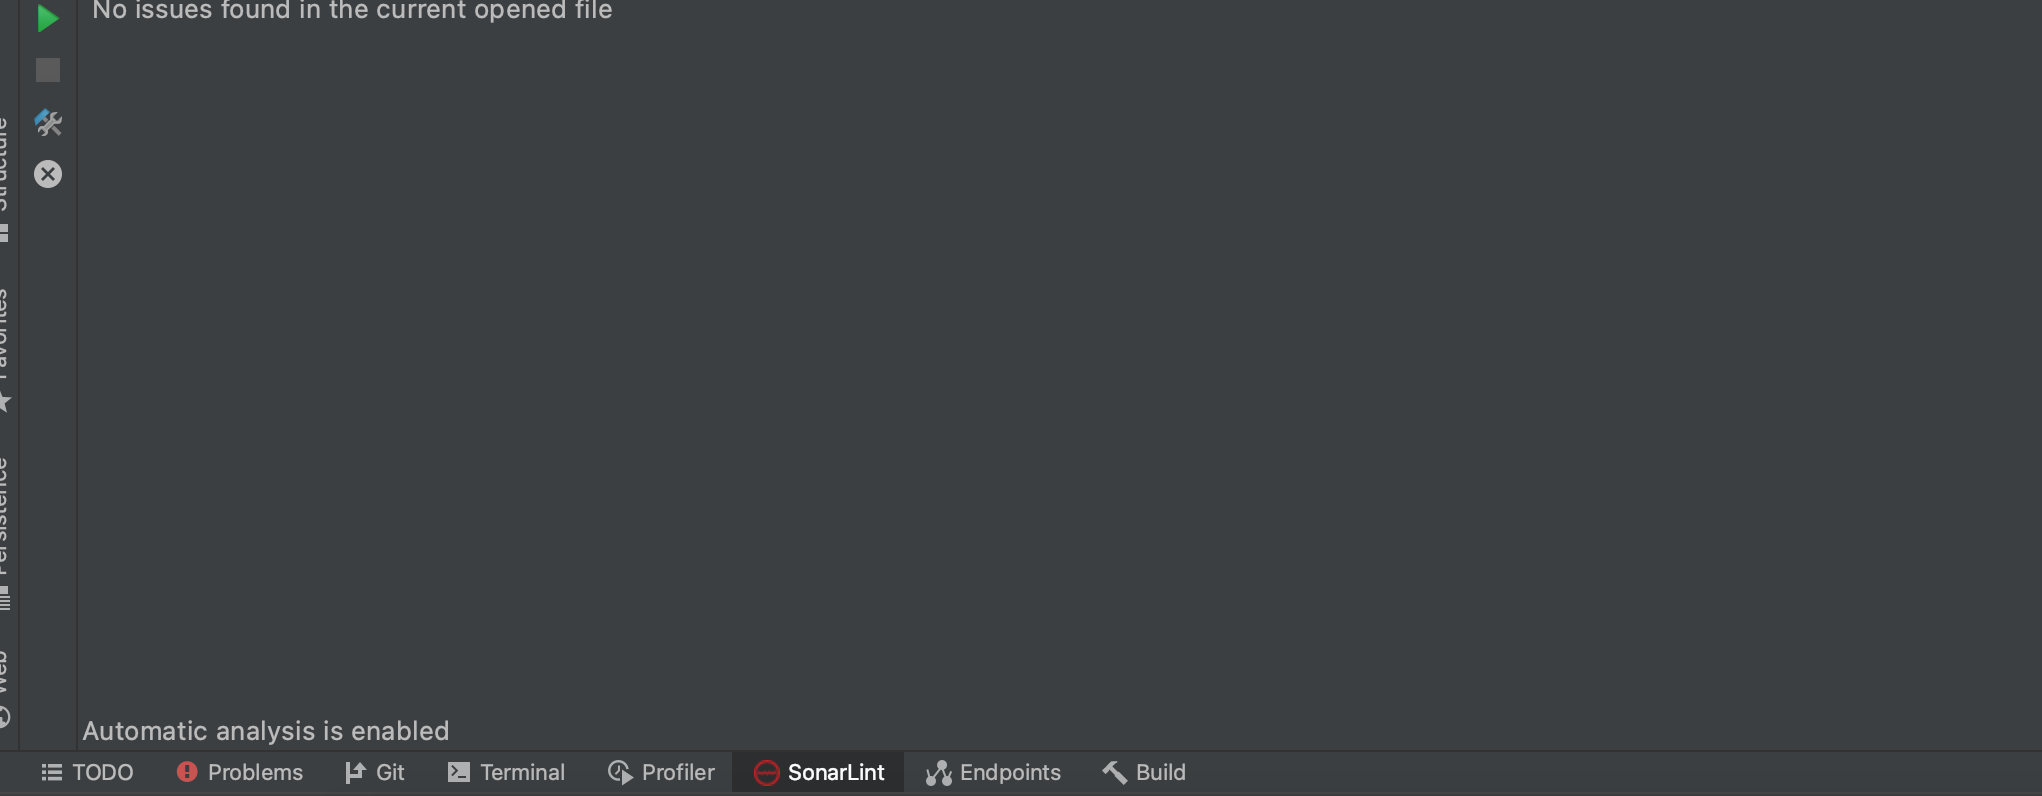 No issues found in the current opened file
Structure
Favorites
Persistence
Web
Automatic analysis is enabled
TODO Problems Git Terminal Profiler SonarLint Endpoints Build